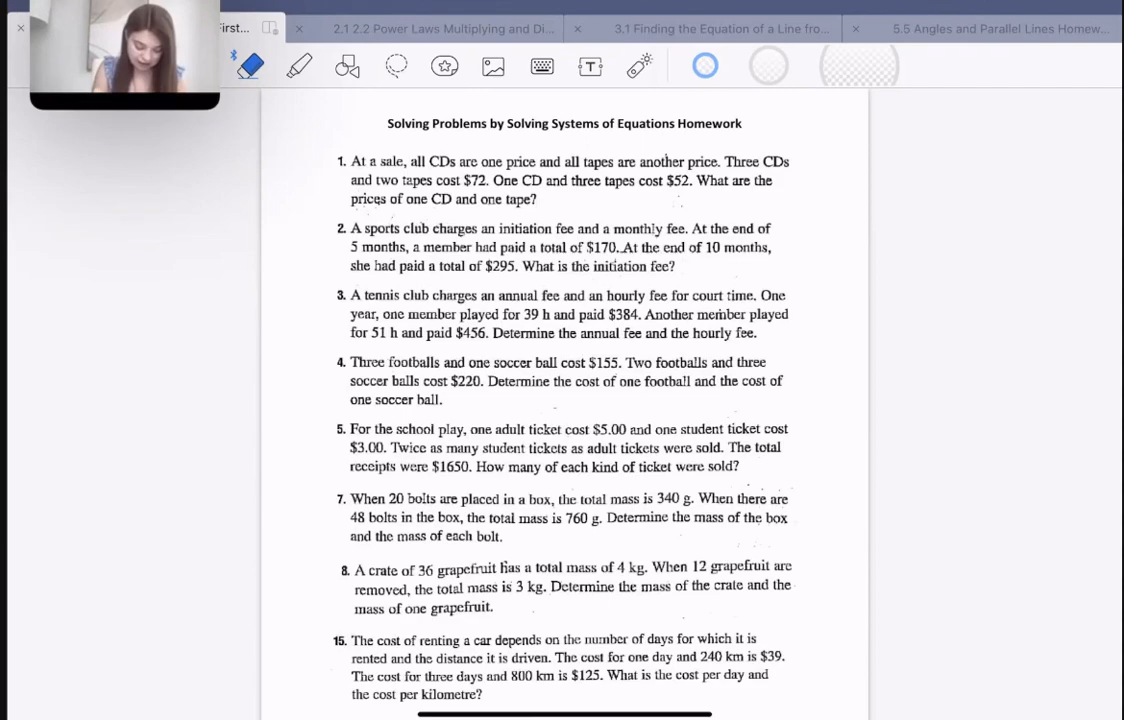 irst...
2.1 2.2 Power Laws Multiplying and Di...
3.1 Finding the Equation of a Line fro...
5.5 Angles and Parallel Lines Homew...
T
Solving Problems by Solving Systems of Equations Homework
1. At a sale, all CDs are one price and all tapes are another price. Three CDs
and two tapes cost $72. One CD and three tapes cost $52. What are the
prices of one CD and one tape?
2. A sports club charges an initiation fee and a monthly fee. At the end of
5 months, a member had paid a total of $170. At the end of 10 months,
she had paid a total of $295. What is the initiation fee?
3. A tennis club charges an annual fee and an hourly fee for court time. One
year, one member played for 39 h and paid $384. Another member played
for 51 h and paid $456. Determine the annual fee and the hourly fee.
4. Three footballs and one soccer ball cost $155. Two footballs and three
soccer balls cost $220. Determine the cost of one football and the cost of
one soccer ball.
5. For the school play, one adult ticket cost $5.00 and one student ticket cost
$3.00. Twice as many student tickets as adult tickets were sold. The total
receipts were $1650. How many of each kind of ticket were sold?
7. When 20 bolts are placed in a box, the total mass is 340 g. When there are
48 bolts in the box, the total mass is 760 g. Determine the mass of the box
and the mass of each bolt.
8. A crate of 36 grapefruit has a total mass of 4 kg. When 12 grapefruit are
removed, the total mass is 3 kg. Determine the mass of the crate and the
mass of one grapefruit.
15. The cost of renting a car depends on the number of days for which it is
rented and the distance it is driven. The cost for one day and 240 km is $39.
The cost for three days and 800 km is $125. What is the cost per day and
the cost per kilometre?